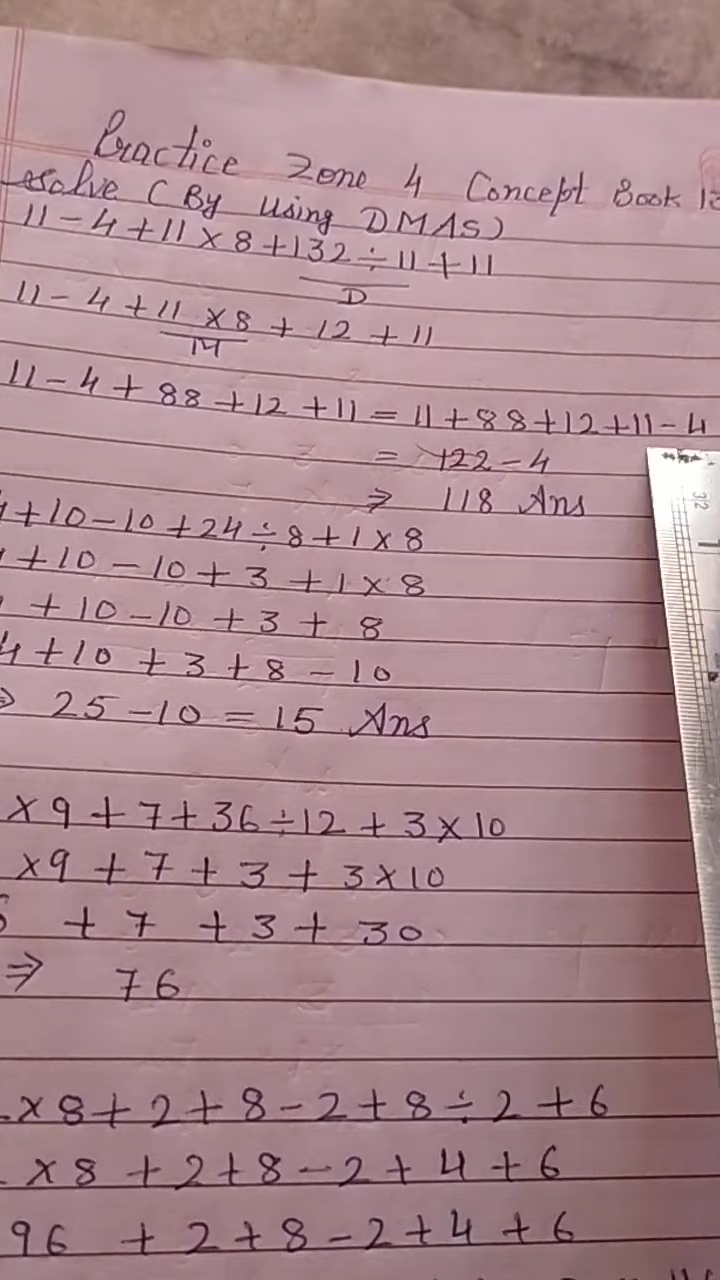 Practice Zone 4 Concept Book
esolve (By Using DMAS)
11-4+11×8+132÷11+11
D
11-4+11×8+12+11
M
11-4+88+12+11=11+88+12+11-4
= 122-4
⇒ 118 Ans
4+10-10+24÷8+1×8
+10-10+3+1×8
+10-10+3+8
4+10+3+8-10
⇒ 25-10=15 Ans
×9+7+36÷12+3×10
×9+7+3+3×10
+7+3+30
⇒ 76
×8+2+8-2+8÷2+6
×8+2+8-2+4+6
96+2+8-2+4+6
32